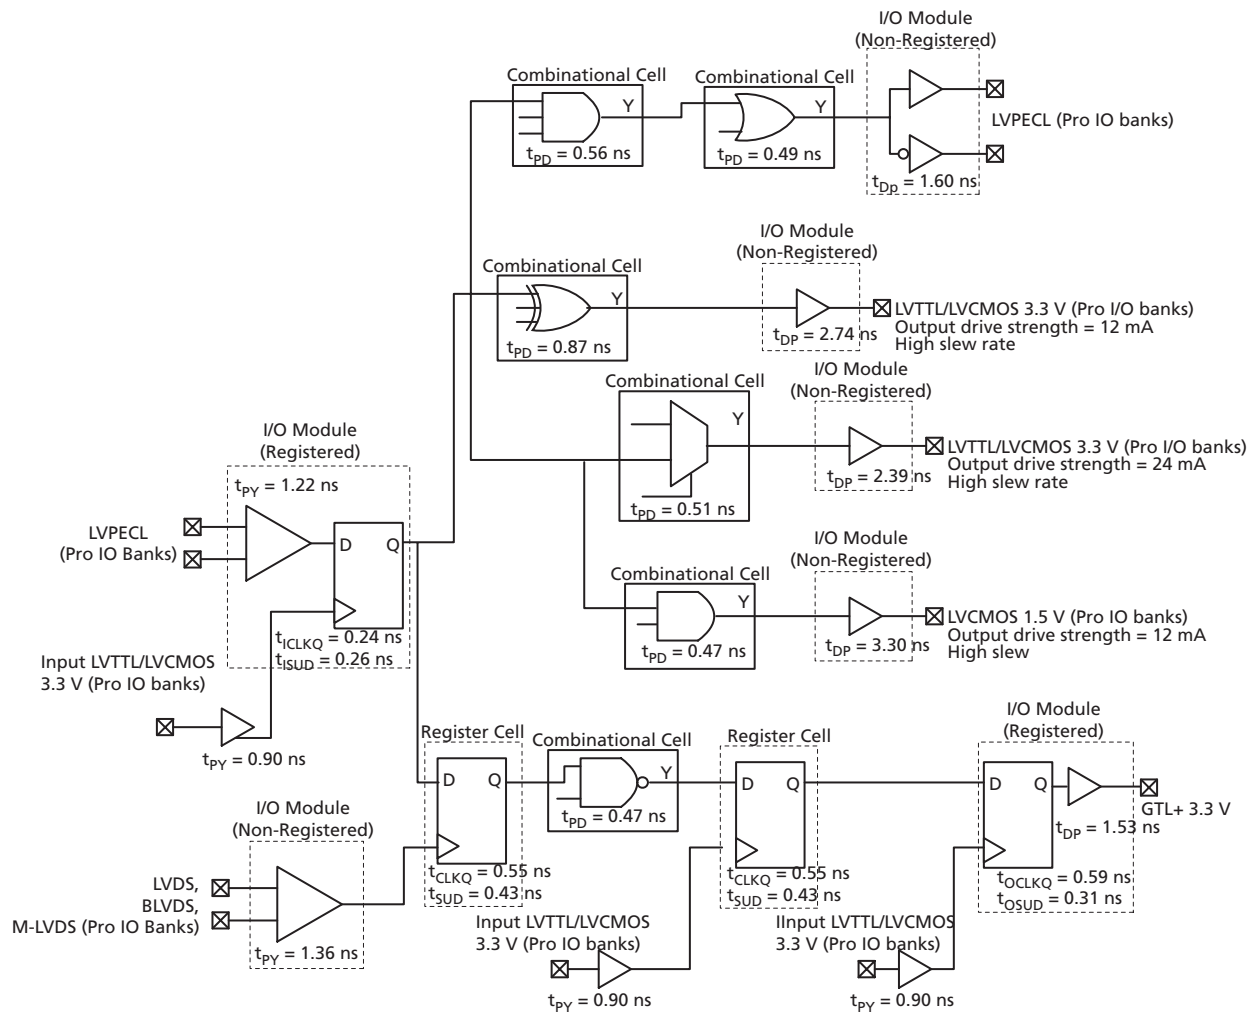 I/O Module
(Non-Registered)
Combinational Cell
Combinational Cell
Y
Y
LVPECL (Pro IO banks)
tPD = 0.56 ns
tPD = 0.49 ns
tDp = 1.60 ns
I/O Module
(Non-Registered)
Combinational Cell
Y
LVTTL/LVCMOS 3.3 V (Pro I/O banks)
Output drive strength = 12 mA
High slew rate
tDP = 2.74 ns
tPD = 0.87 ns
I/O Module
(Non-Registered)
Combinational Cell
Y
LVTTL/LVCMOS 3.3 V (Pro I/O banks)
Output drive strength = 24 mA
High slew rate
tDP = 2.39 ns
tPD = 0.51 ns
I/O Module
(Registered)
tPY = 1.22 ns
LVPECL
(Pro IO Banks)
D
Q
tICLKQ = 0.24 ns
tISUD = 0.26 ns
I/O Module
(Non-Registered)
Combinational Cell
Y
LVCMOS 1.5 V (Pro IO banks)
Output drive strength = 12 mA
High slew
tDP = 3.30 ns
tPD = 0.47 ns
Input LVTTL/LVCMOS
3.3 V (Pro IO banks)
tPY = 0.90 ns
Register Cell
Combinational Cell
Register Cell
I/O Module
(Registered)
D
Q
Y
D
Q
D
Q
GTL+ 3.3 V
tPD = 0.47 ns
tDP = 1.53 ns
tCLKQ = 0.55 ns
tSUD = 0.43 ns
tCLKQ = 0.55 ns
tSUD = 0.43 ns
tOCLKQ = 0.59 ns
tOSUD = 0.31 ns
I/O Module
(Non-Registered)
LVDS,
BLVDS,
M-LVDS (Pro IO Banks)
tPY = 1.36 ns
Input LVTTL/LVCMOS
3.3 V (Pro IO banks)
tPY = 0.90 ns
IInput LVTTL/LVCMOS
3.3 V (Pro IO banks)
tPY = 0.90 ns